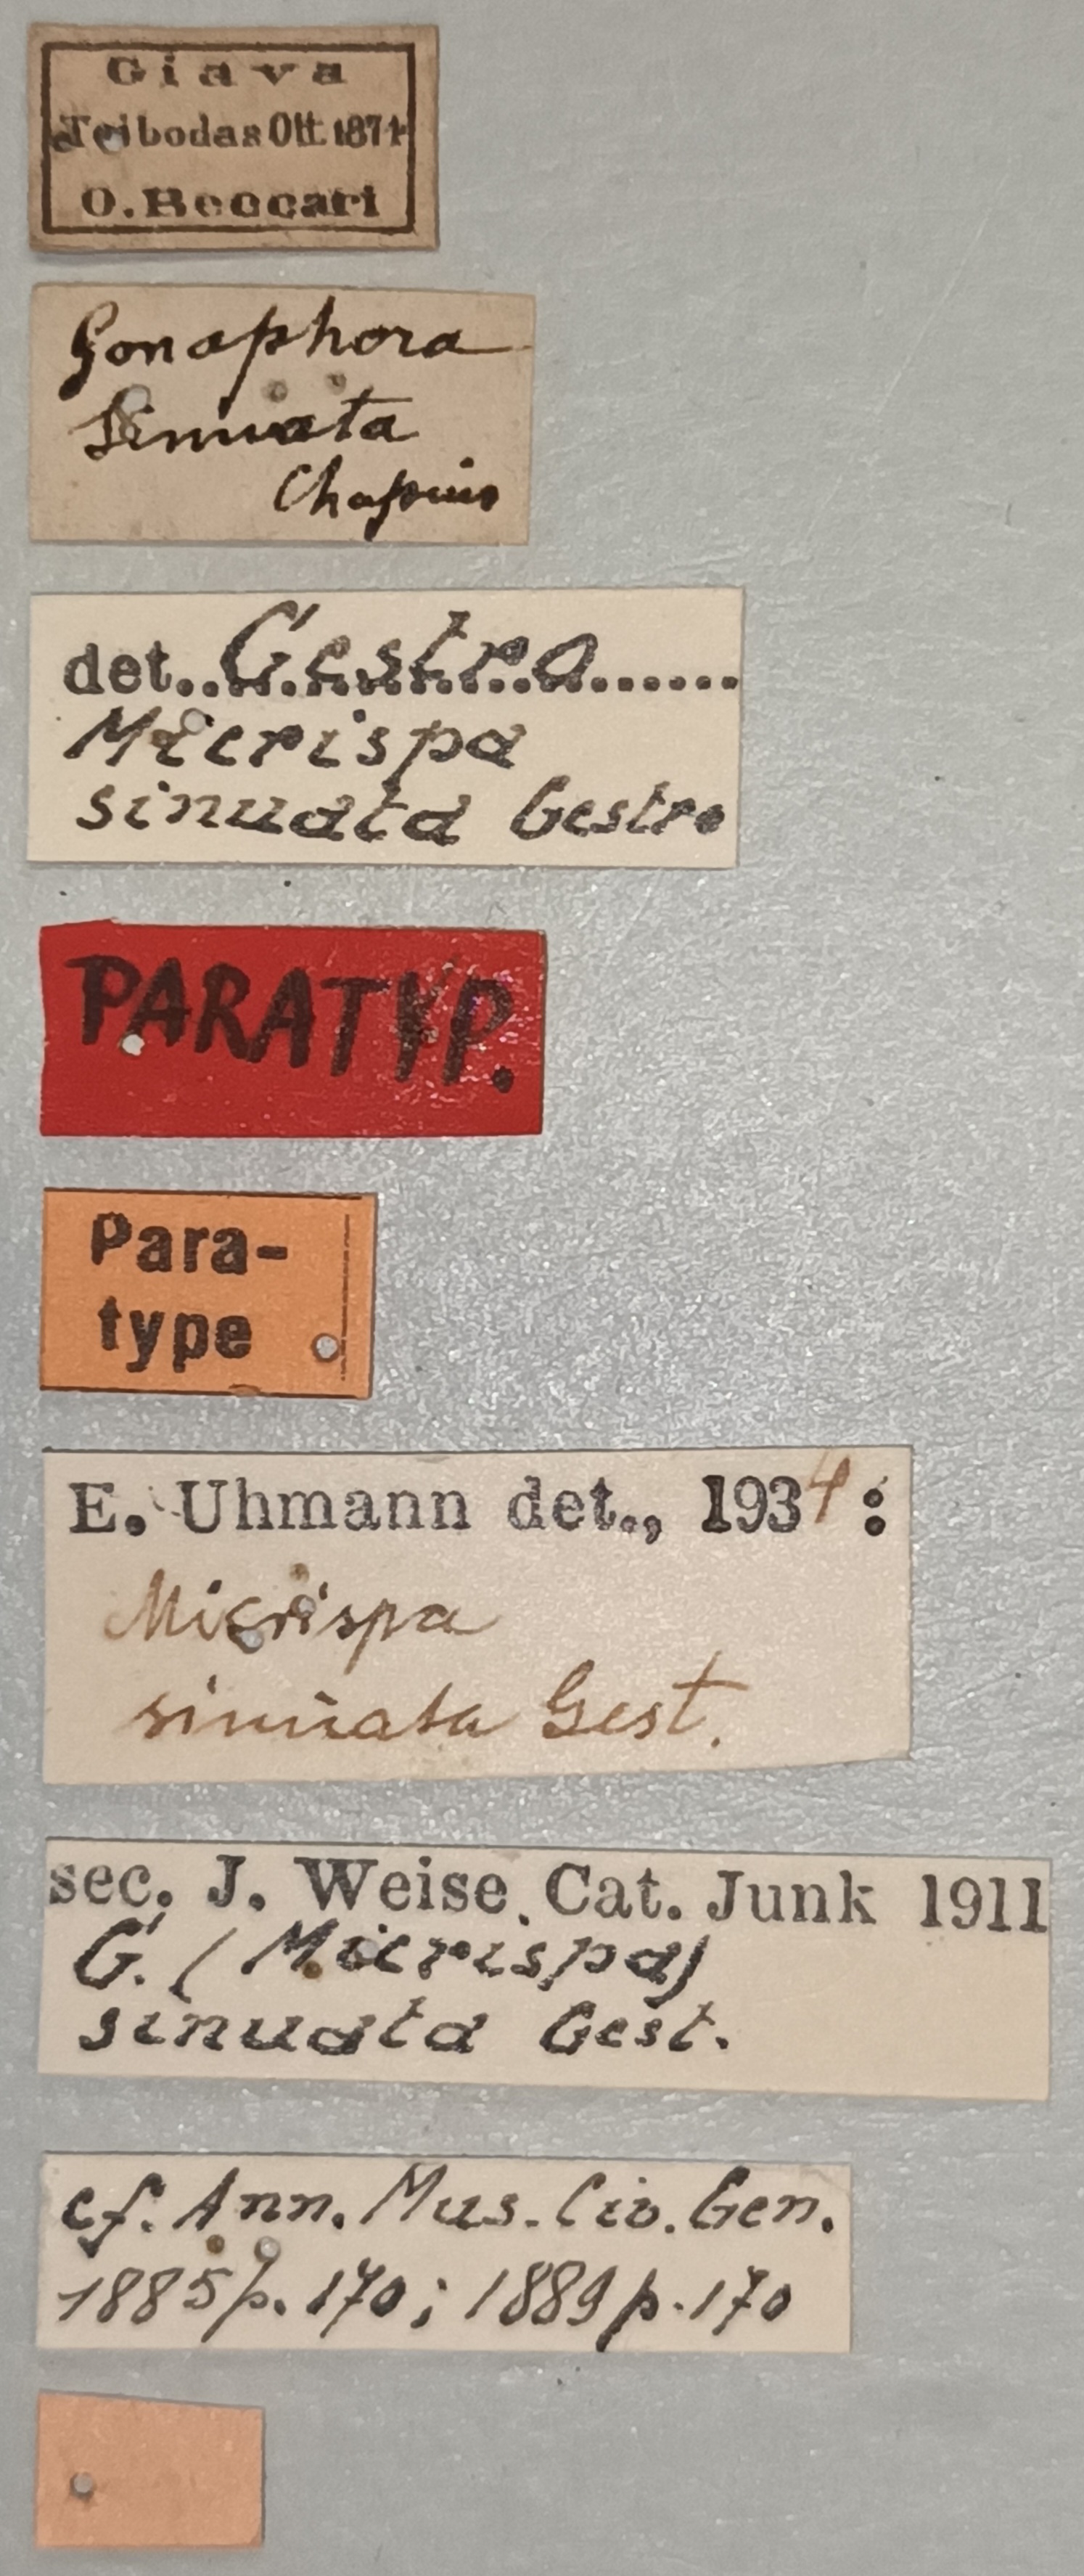 Giava
Tcibodas Ott. 1874
O. Beccari
Gonophora
sinuata
Chapuis
det. Gestro
Micrispa
sinuata Gestro
PARATYP.
Para-
type
E. Uhmann det., 1934:
Micrispa
sinuata Gest.
sec. J. Weise. Cat. Junk 1911
G. (Micrispa)
sinuata Gest.
cf. Ann. Mus. Civ. Gen.
1885 p. 170; 1889 p. 170